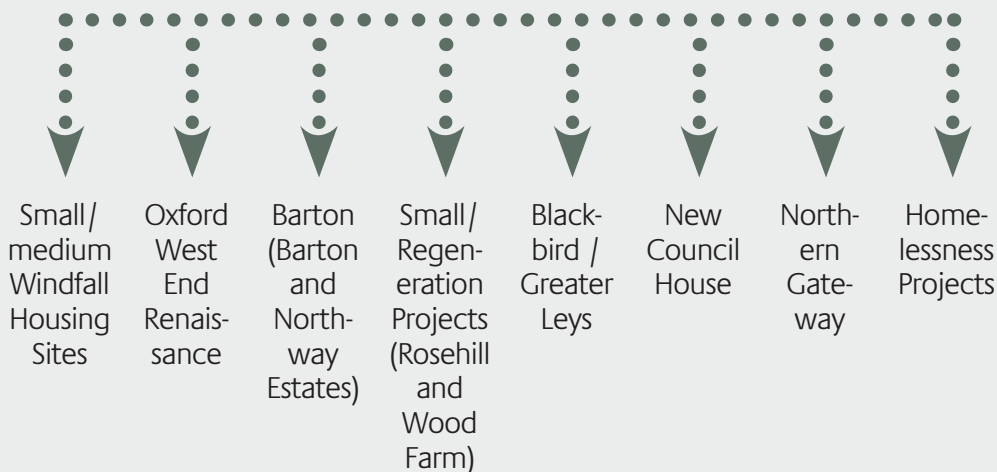 Small/
medium
Windfall
Housing
Sites
Oxford
West
End
Renais-
sance
Barton
(Barton
and
North-
way
Estates)
Small/
Regen-
eration
Projects
(Rosehill
and
Wood
Farm)
Black-
bird /
Greater
Leys
New
Council
House
North-
ern
Gate-
way
Home-
lessness
Projects